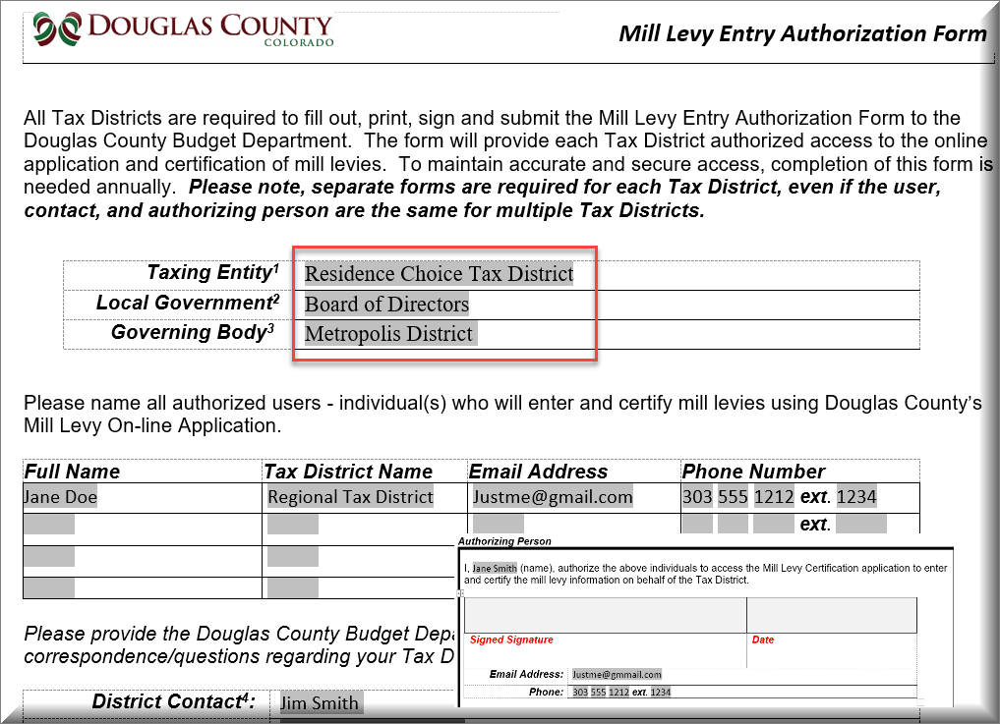 DOUGLAS COUNTY
COLORADO
Mill Levy Entry Authorization Form
All Tax Districts are required to fill out, print, sign and submit the Mill Levy Entry Authorization Form to the
Douglas County Budget Department. The form will provide each Tax District authorized access to the online
application and certification of mill levies. To maintain accurate and secure access, completion of this form is
needed annually. Please note, separate forms are required for each Tax District, even if the user,
contact, and authorizing person are the same for multiple Tax Districts.
Taxing Entity¹ Residence Choice Tax District
Local Government² Board of Directors
Governing Body³ Metropolis District
Please name all authorized users - individual(s) who will enter and certify mill levies using Douglas County’s
Mill Levy On-line Application.
Full Name Tax District Name Email Address Phone Number
Jane Doe Regional Tax District Justme@gmail.com 303 555 1212 ext. 1234
ext.
Authorizing Person
I, Jane Smith (name), authorize the above individuals to access the Mill Levy Certification application to enter
and certify the mill levy information on behalf of the Tax District.
Signed Signature Date
Email Address: Justme@gmmail.com
Phone: 303 555 1212 ext. 1234
Please provide the Douglas County Budget Depa
correspondence/questions regarding your Tax D
District Contact⁴: Jim Smith